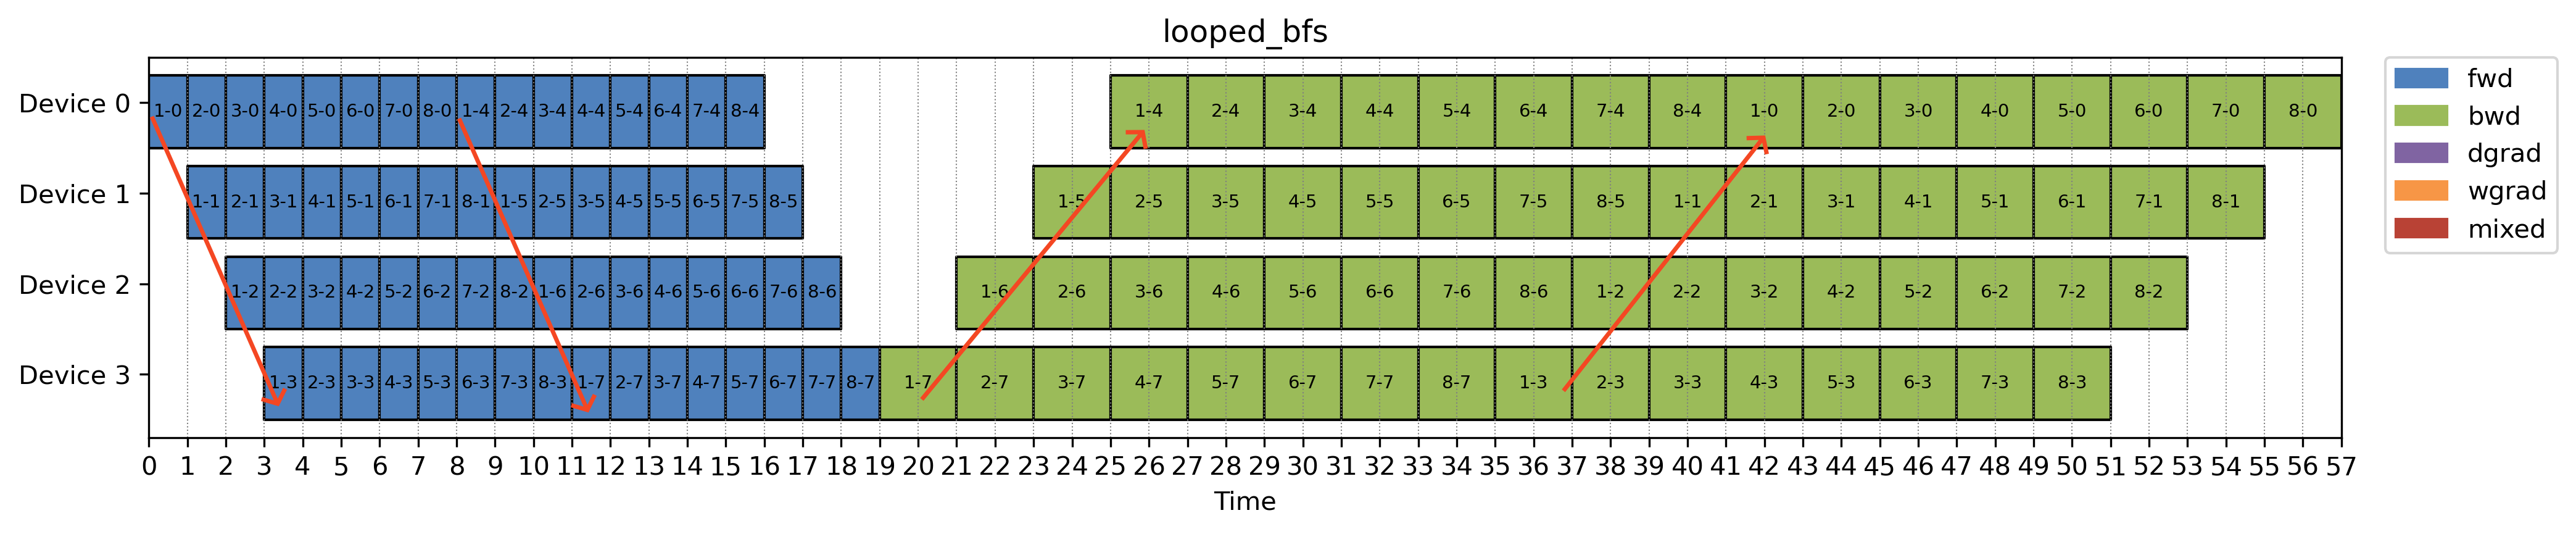 looped_bfs
Device 0
1-0 2-0 3-0 4-0 5-0 6-0 7-0 8-0 1-4 2-4 3-4 4-4 5-4 6-4 7-4 8-4 1-4 2-4 3-4 4-4 5-4 6-4 7-4 8-4 1-0 2-0 3-0 4-0 5-0 6-0 7-0 8-0
Device 1
1-1 2-1 3-1 4-1 5-1 6-1 7-1 8-1 1-5 2-5 3-5 4-5 5-5 6-5 7-5 8-5 1-5 2-5 3-5 4-5 5-5 6-5 7-5 8-5 1-1 2-1 3-1 4-1 5-1 6-1 7-1 8-1
Device 2
1-2 2-2 3-2 4-2 5-2 6-2 7-2 8-2 1-6 2-6 3-6 4-6 5-6 6-6 7-6 8-6 1-6 2-6 3-6 4-6 5-6 6-6 7-6 8-6 1-2 2-2 3-2 4-2 5-2 6-2 7-2 8-2
Device 3
1-3 2-3 3-3 4-3 5-3 6-3 7-3 8-3 1-7 2-7 3-7 4-7 5-7 6-7 7-7 8-7 1-7 2-7 3-7 4-7 5-7 6-7 7-7 8-7 1-3 2-3 3-3 4-3 5-3 6-3 7-3 8-3
0 1 2 3 4 5 6 7 8 9 10 11 12 13 14 15 16 17 18 19 20 21 22 23 24 25 26 27 28 29 30 31 32 33 34 35 36 37 38 39 40 41 42 43 44 45 46 47 48 49 50 51 52 53 54 55 56 57
Time
fwd
bwd
dgrad
wgrad
mixed